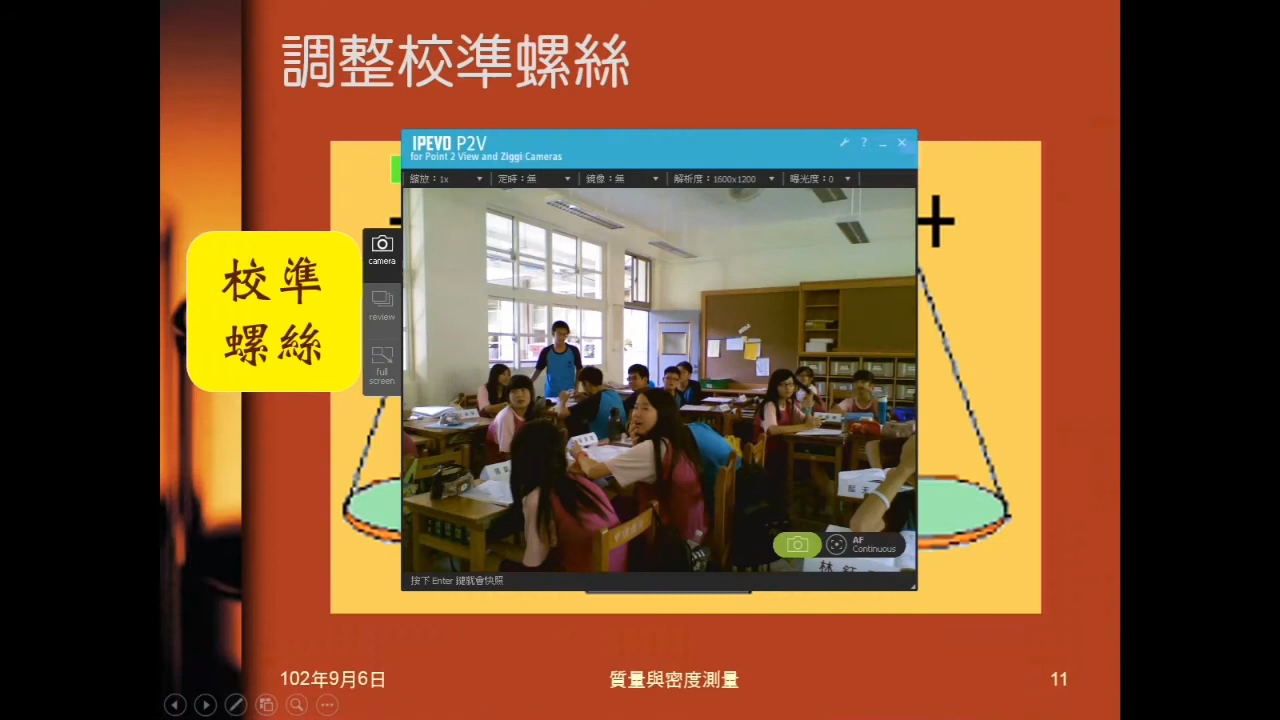 調整校準螺絲
IPEVO P2V
for Point 2 View and Ziggi Cameras
縮放：1x 定時：無 鏡像：無 解析度：1600x1200 曝光度：0
+
校準
螺絲
camera
review
full
screen
AF
Continuous
按下 Enter 鍵就會快照
102年9月6日 質量與密度測量 11